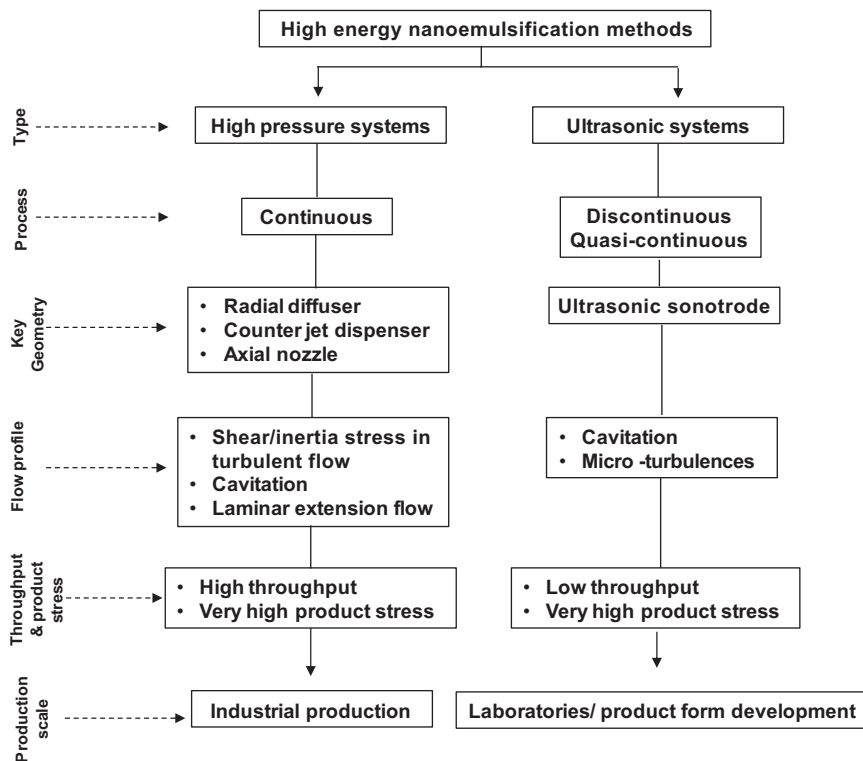 High energy nanoemulsification methods
Type
High pressure systems
Ultrasonic systems
Process
Continuous
Discontinuous
Quasi-continuous
Key
Geometry
• Radial diffuser
• Counter jet dispenser
• Axial nozzle
Ultrasonic sonotrode
Flow profile
• Shear/inertia stress in
turbulent flow
• Cavitation
• Laminar extension flow
• Cavitation
• Micro -turbulences
Throughput
& product
stress
• High throughput
• Very high product stress
• Low throughput
• Very high product stress
Production
scale
Industrial production
Laboratories/ product form development